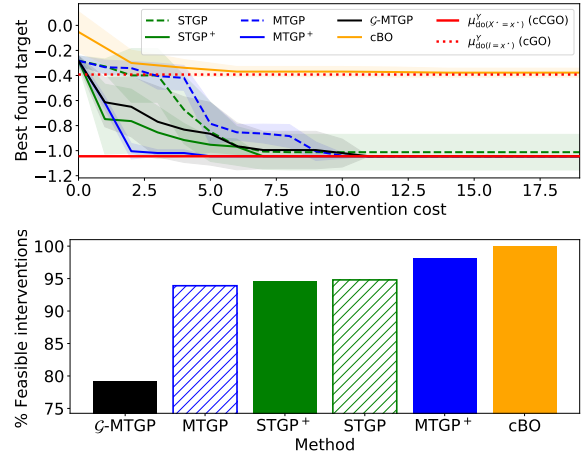 Best found target
0.0
−0.2
−0.4
−0.6
−0.8
−1.0
−1.2
STGP
STGP⁺
MTGP
MTGP⁺
𝒢-MTGP
cBO
μ^Y_do(X*=x*) (cCGO)
μ^Y_do(I=x*) (cGO)
0.0 2.5 5.0 7.5 10.0 12.5 15.0 17.5
Cumulative intervention cost
% Feasible interventions
100
95
90
85
80
75
𝒢-MTGP MTGP STGP⁺ STGP MTGP⁺ cBO
Method